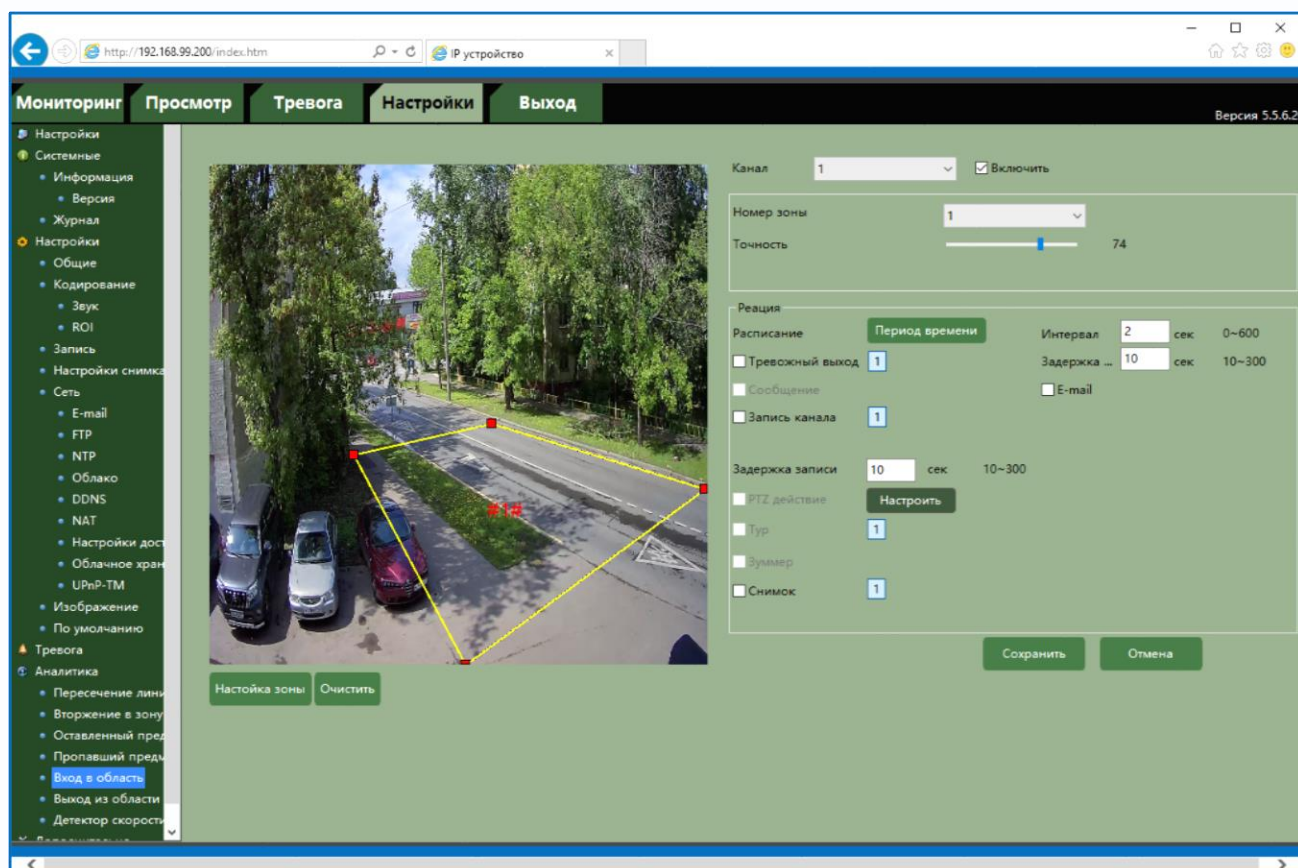 http://192.168.99.200/index.htm
IP устройство
Мониторинг Просмотр Тревога Настройки Выход
Версия 5.5.6.2
Настройки
Системные
Информация
Версия
Журнал
Настройки
Общие
Кодирование
Звук
ROI
Запись
Настройки снимка
Сеть
E-mail
FTP
NTP
Облако
DDNS
NAT
Настройки дост
Облачное хран
UPnP-TM
Изображение
По умолчанию
Тревога
Аналитика
Пересечение лини
Вторжение в зону
Оставленный пред
Пропавший предм
Вход в область
Выход из области
Детектор скорости
#1#
Настойка зоны Очистить
Канал 1 Включить
Номер зоны 1
Точность 74
Реация
Расписание Период времени Интервал 2 сек 0~600
Тревожный выход 1 Задержка ... 10 сек 10~300
Сообщение E-mail
Запись канала 1
Задержка записи 10 сек 10~300
PTZ действие Настроить
Тур 1
Зуммер
Снимок 1
Сохранить Отмена